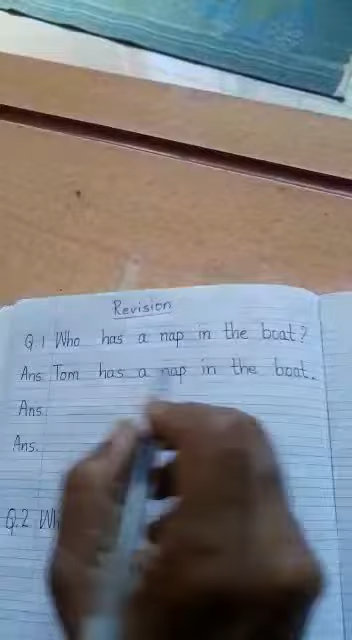 Revision
Q 1 Who has a nap in the boat?
Ans Tom has a nap in the boat.
Ans.
Ans.
Q.2